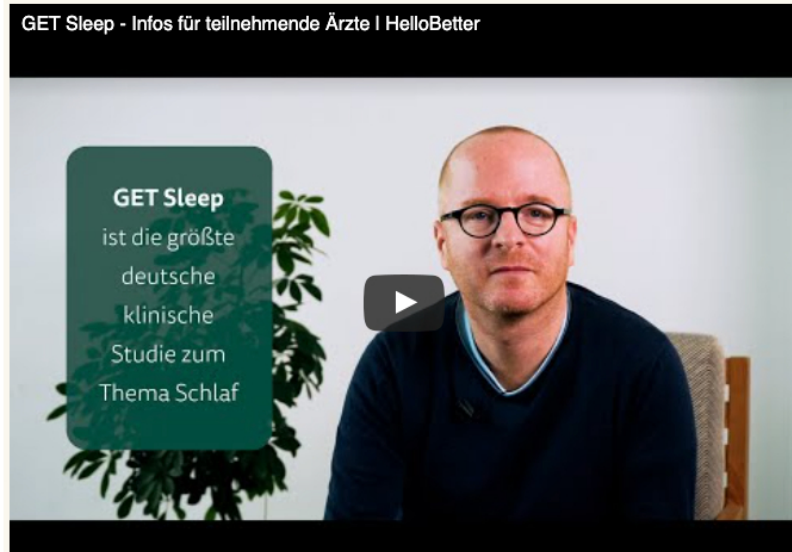 GET Sleep - Infos für teilnehmende Ärzte I HelloBetter
GET Sleep
ist die größte
deutsche
klinische
Studie zum
Thema Schlaf